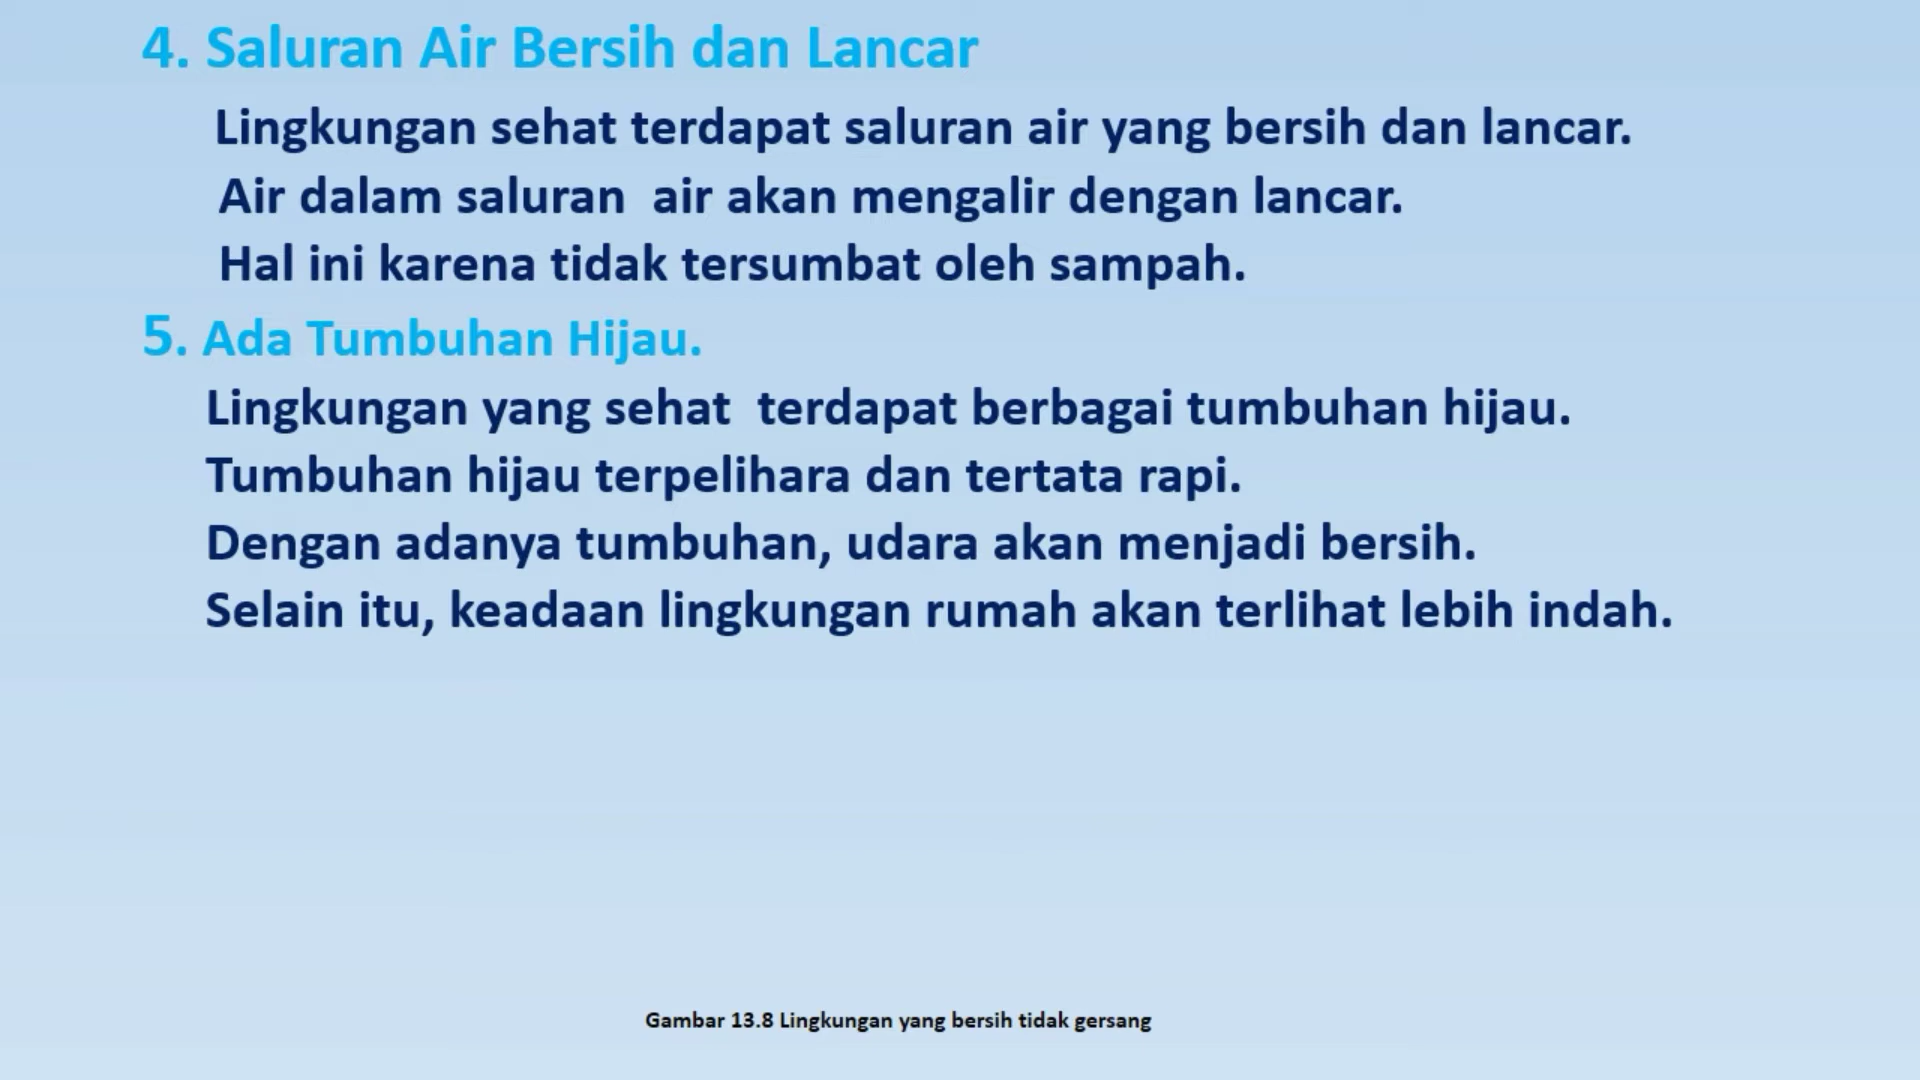 4. Saluran Air Bersih dan Lancar
Lingkungan sehat terdapat saluran air yang bersih dan lancar.
Air dalam saluran  air akan mengalir dengan lancar.
Hal ini karena tidak tersumbat oleh sampah.
5. Ada Tumbuhan Hijau.
Lingkungan yang sehat  terdapat berbagai tumbuhan hijau.
Tumbuhan hijau terpelihara dan tertata rapi.
Dengan adanya tumbuhan, udara akan menjadi bersih.
Selain itu, keadaan lingkungan rumah akan terlihat lebih indah.
Gambar 13.8 Lingkungan yang bersih tidak gersang